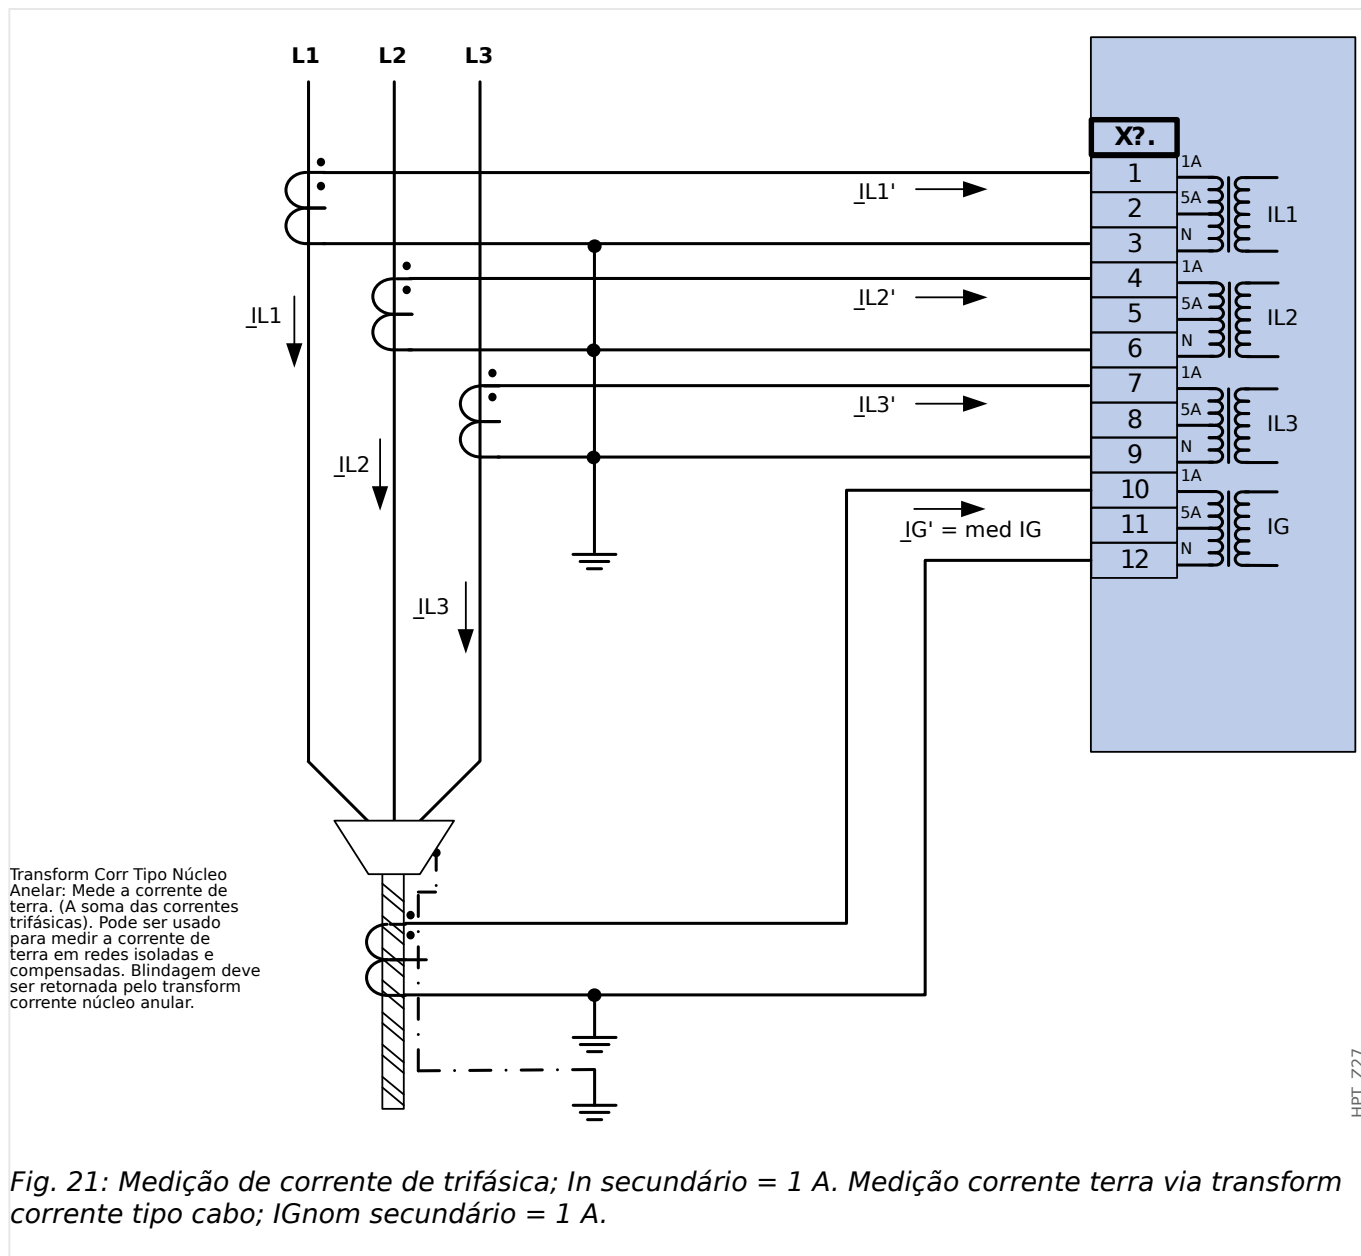 L1 L2 L3
X?.
1 1A
2 5A
3 N
IL1
IL1'
4 1A
5 5A
6 N
IL2
IL2'
7 1A
8 5A
9 N
IL3
IL3'
10 1A
11 5A
12 N
IG
IG' = med IG
IL1
IL2
IL3
Transform Corr Tipo Núcleo
Anelar: Mede a corrente de
terra. (A soma das correntes
trifásicas). Pode ser usado
para medir a corrente de
terra em redes isoladas e
compensadas. Blindagem deve
ser retornada pelo transform
corrente núcleo anular.
HPT_Z27
Fig. 21: Medição de corrente de trifásica; In secundário = 1 A. Medição corrente terra via transform
corrente tipo cabo; IGnom secundário = 1 A.